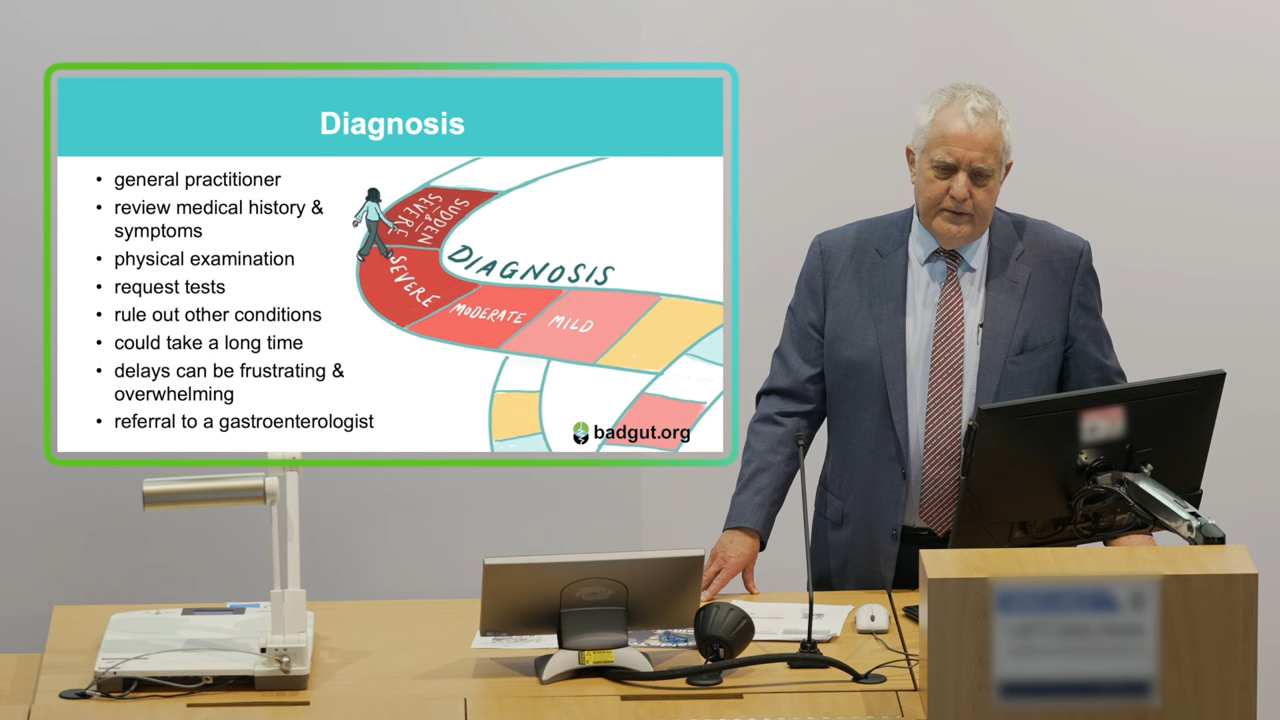 Diagnosis
• general practitioner
• review medical history &
symptoms
• physical examination
• request tests
• rule out other conditions
• could take a long time
• delays can be frustrating &
overwhelming
• referral to a gastroenterologist
SUDDEN
&
SEVERE
SEVERE
MODERATE
MILD
DIAGNOSIS
badgut.org